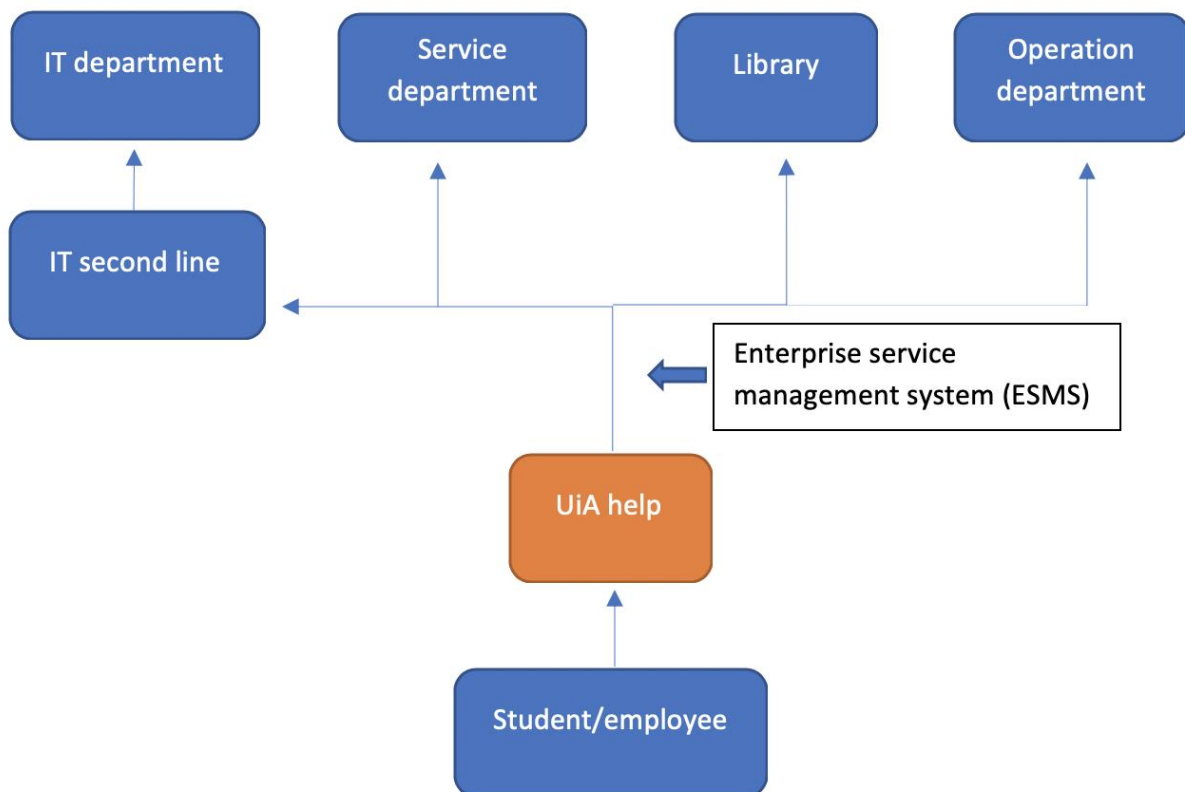 IT department
Service
department
Library
Operation
department
IT second line
Enterprise service
management system (ESMS)
UiA help
Student/employee